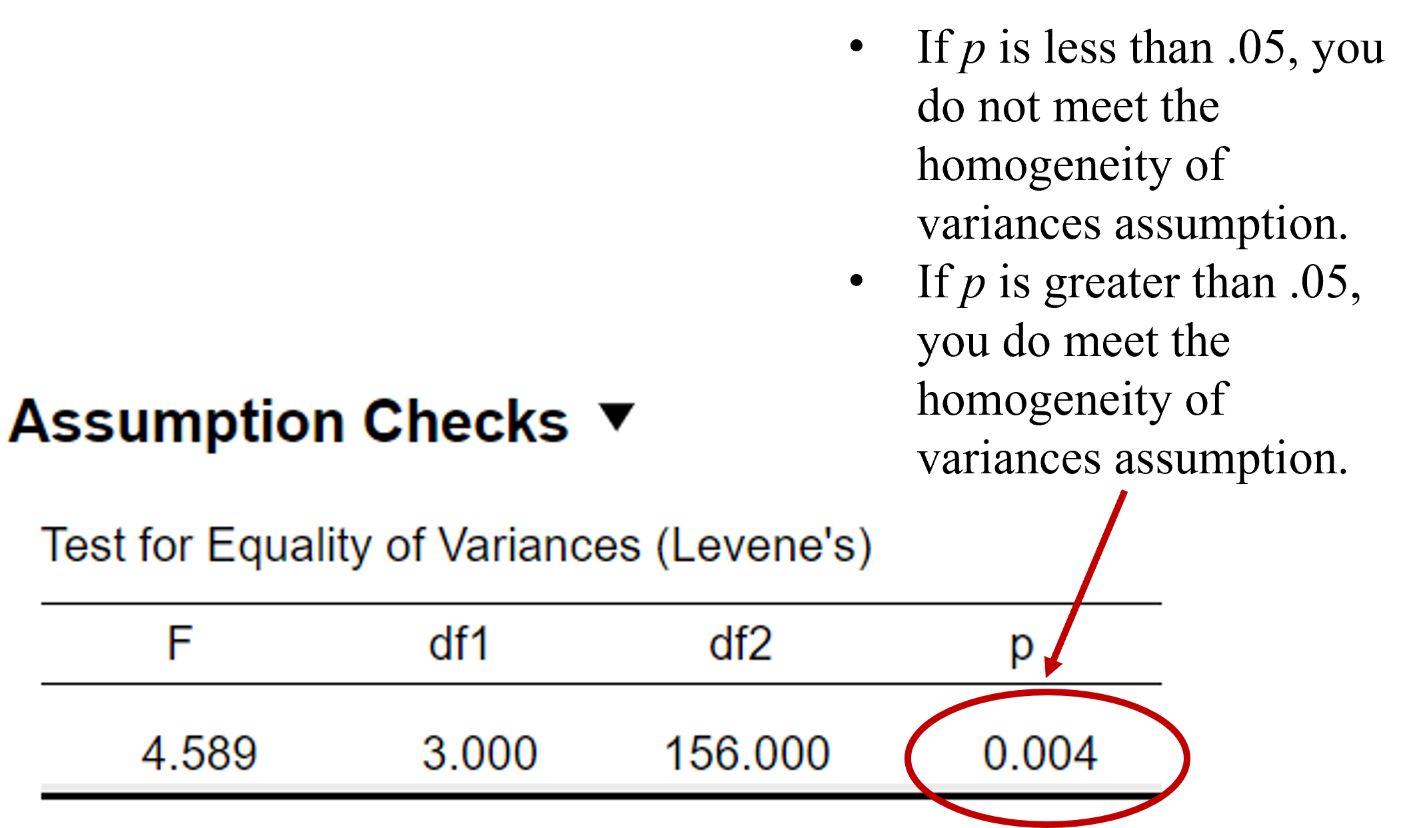 • If p is less than .05, you
do not meet the
homogeneity of
variances assumption.
• If p is greater than .05,
you do meet the
homogeneity of
variances assumption.
Assumption Checks ▼
Test for Equality of Variances (Levene's)
F df1 df2 p
4.589 3.000 156.000 0.004